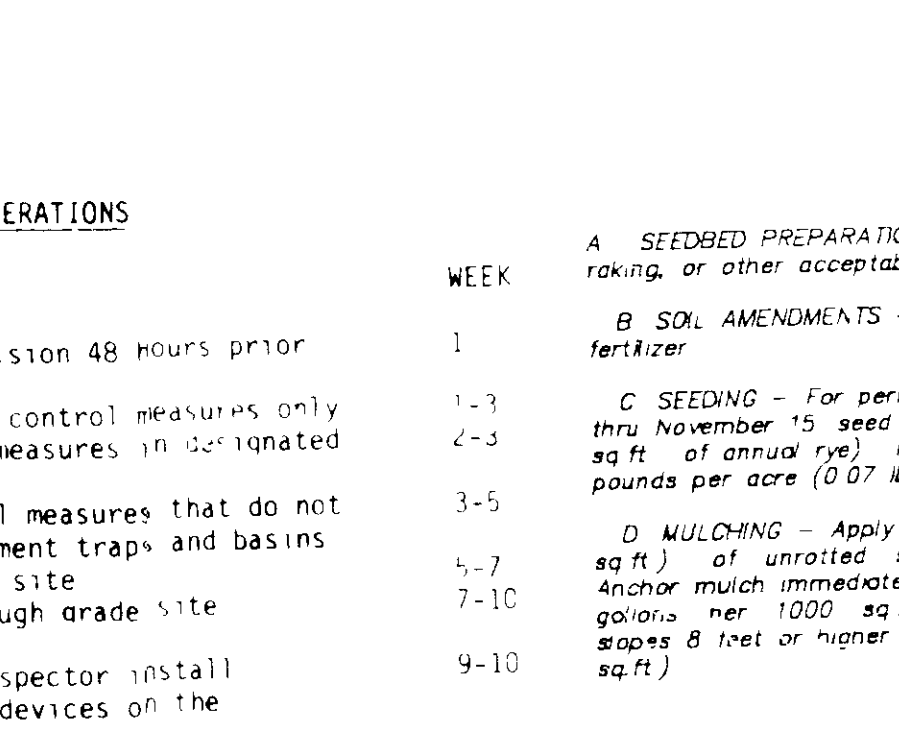 ERATIONS
WEEK
sion 48 Hours prior 1
control measures only 1-3
measures in designated 2-3
l measures that do not 3-5
ment traps and basins
site 5-7
ugh grade site 7-10
spector install 9-10
devices on the
A SEEDBED PREPARATIO
raking, or other acceptab
B SOIL AMENDMENTS -
fertilizer
C SEEDING - For per
thru November 15 seed
sq ft of annual rye)
pounds per acre (0 07 lb
D MULCHING - Apply
sq ft) of unrotted s
Anchor mulch immediate
gallons per 1000 sq
slopes 8 feet or higher
sq.ft)